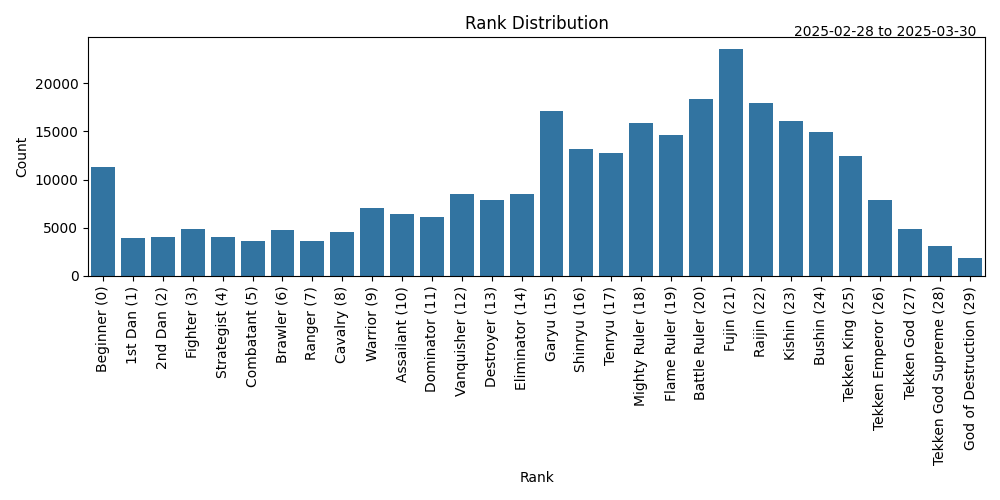 Rank Distribution
2025-02-28 to 2025-03-30
Count
20000
15000
10000
5000
0
Beginner (0)
1st Dan (1)
2nd Dan (2)
Fighter (3)
Strategist (4)
Combatant (5)
Brawler (6)
Ranger (7)
Cavalry (8)
Warrior (9)
Assailant (10)
Dominator (11)
Vanquisher (12)
Destroyer (13)
Eliminator (14)
Garyu (15)
Shinryu (16)
Tenryu (17)
Mighty Ruler (18)
Flame Ruler (19)
Battle Ruler (20)
Fujin (21)
Raijin (22)
Kishin (23)
Bushin (24)
Tekken King (25)
Tekken Emperor (26)
Tekken God (27)
Tekken God Supreme (28)
God of Destruction (29)
Rank